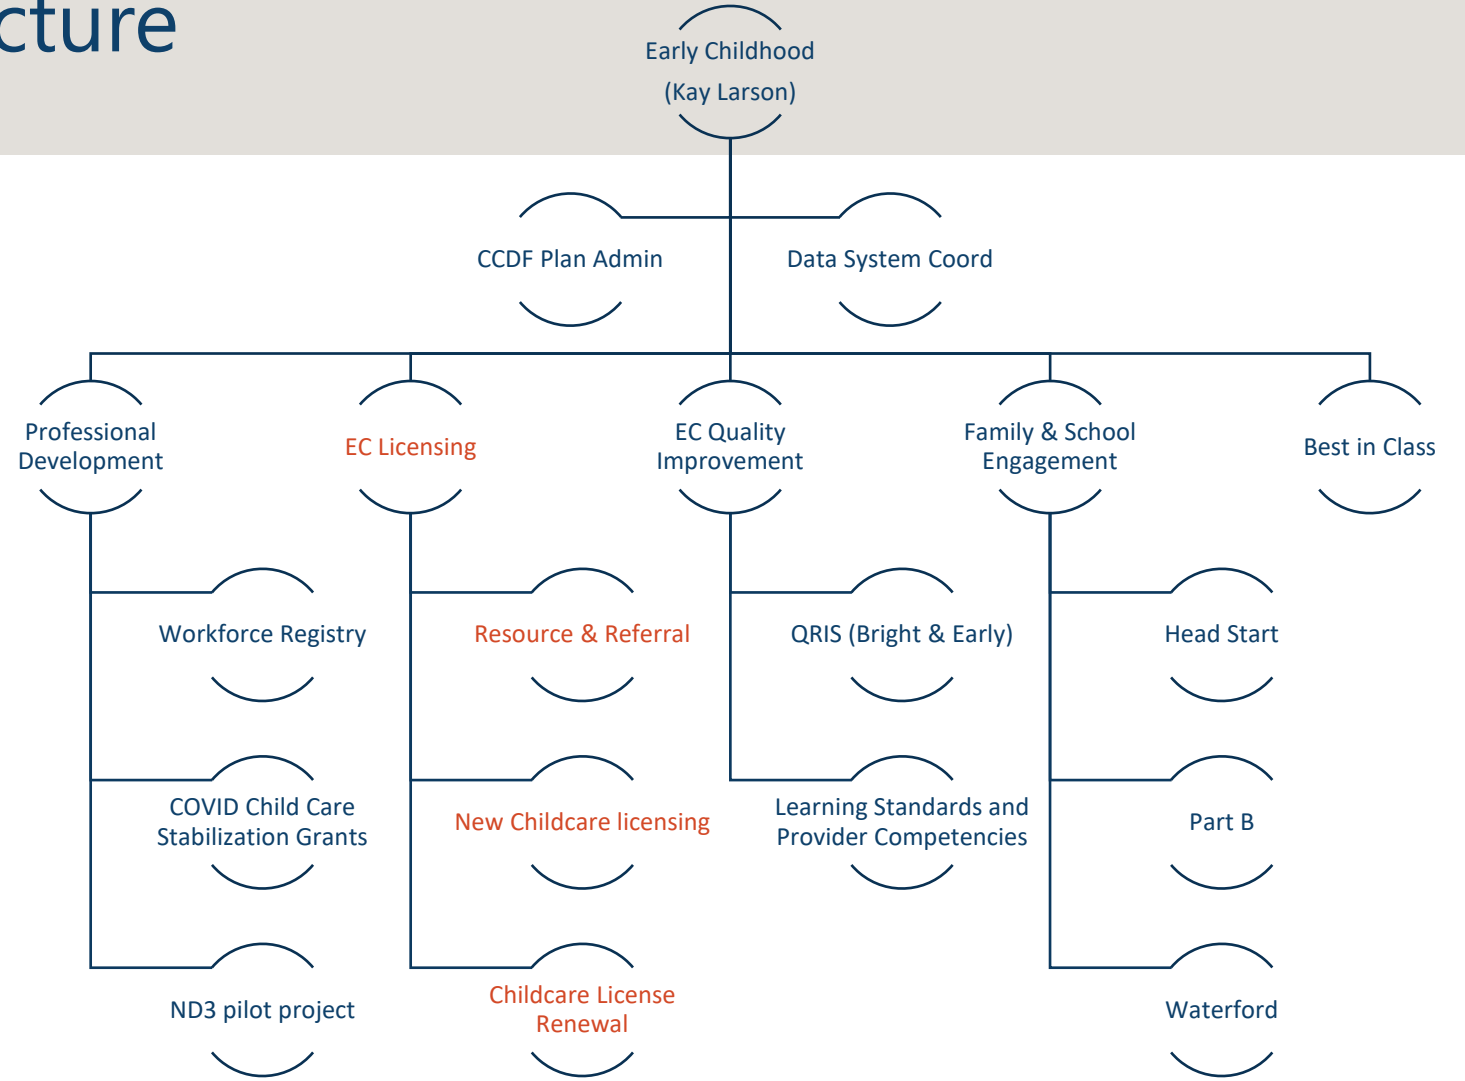 cture
Early Childhood
(Kay Larson)
CCDF Plan Admin
Data System Coord
Professional
Development
EC Licensing
EC Quality
Improvement
Family & School
Engagement
Best in Class
Workforce Registry
Resource & Referral
QRIS (Bright & Early)
Head Start
COVID Child Care
Stabilization Grants
New Childcare licensing
Learning Standards and
Provider Competencies
Part B
ND3 pilot project
Childcare License
Renewal
Waterford